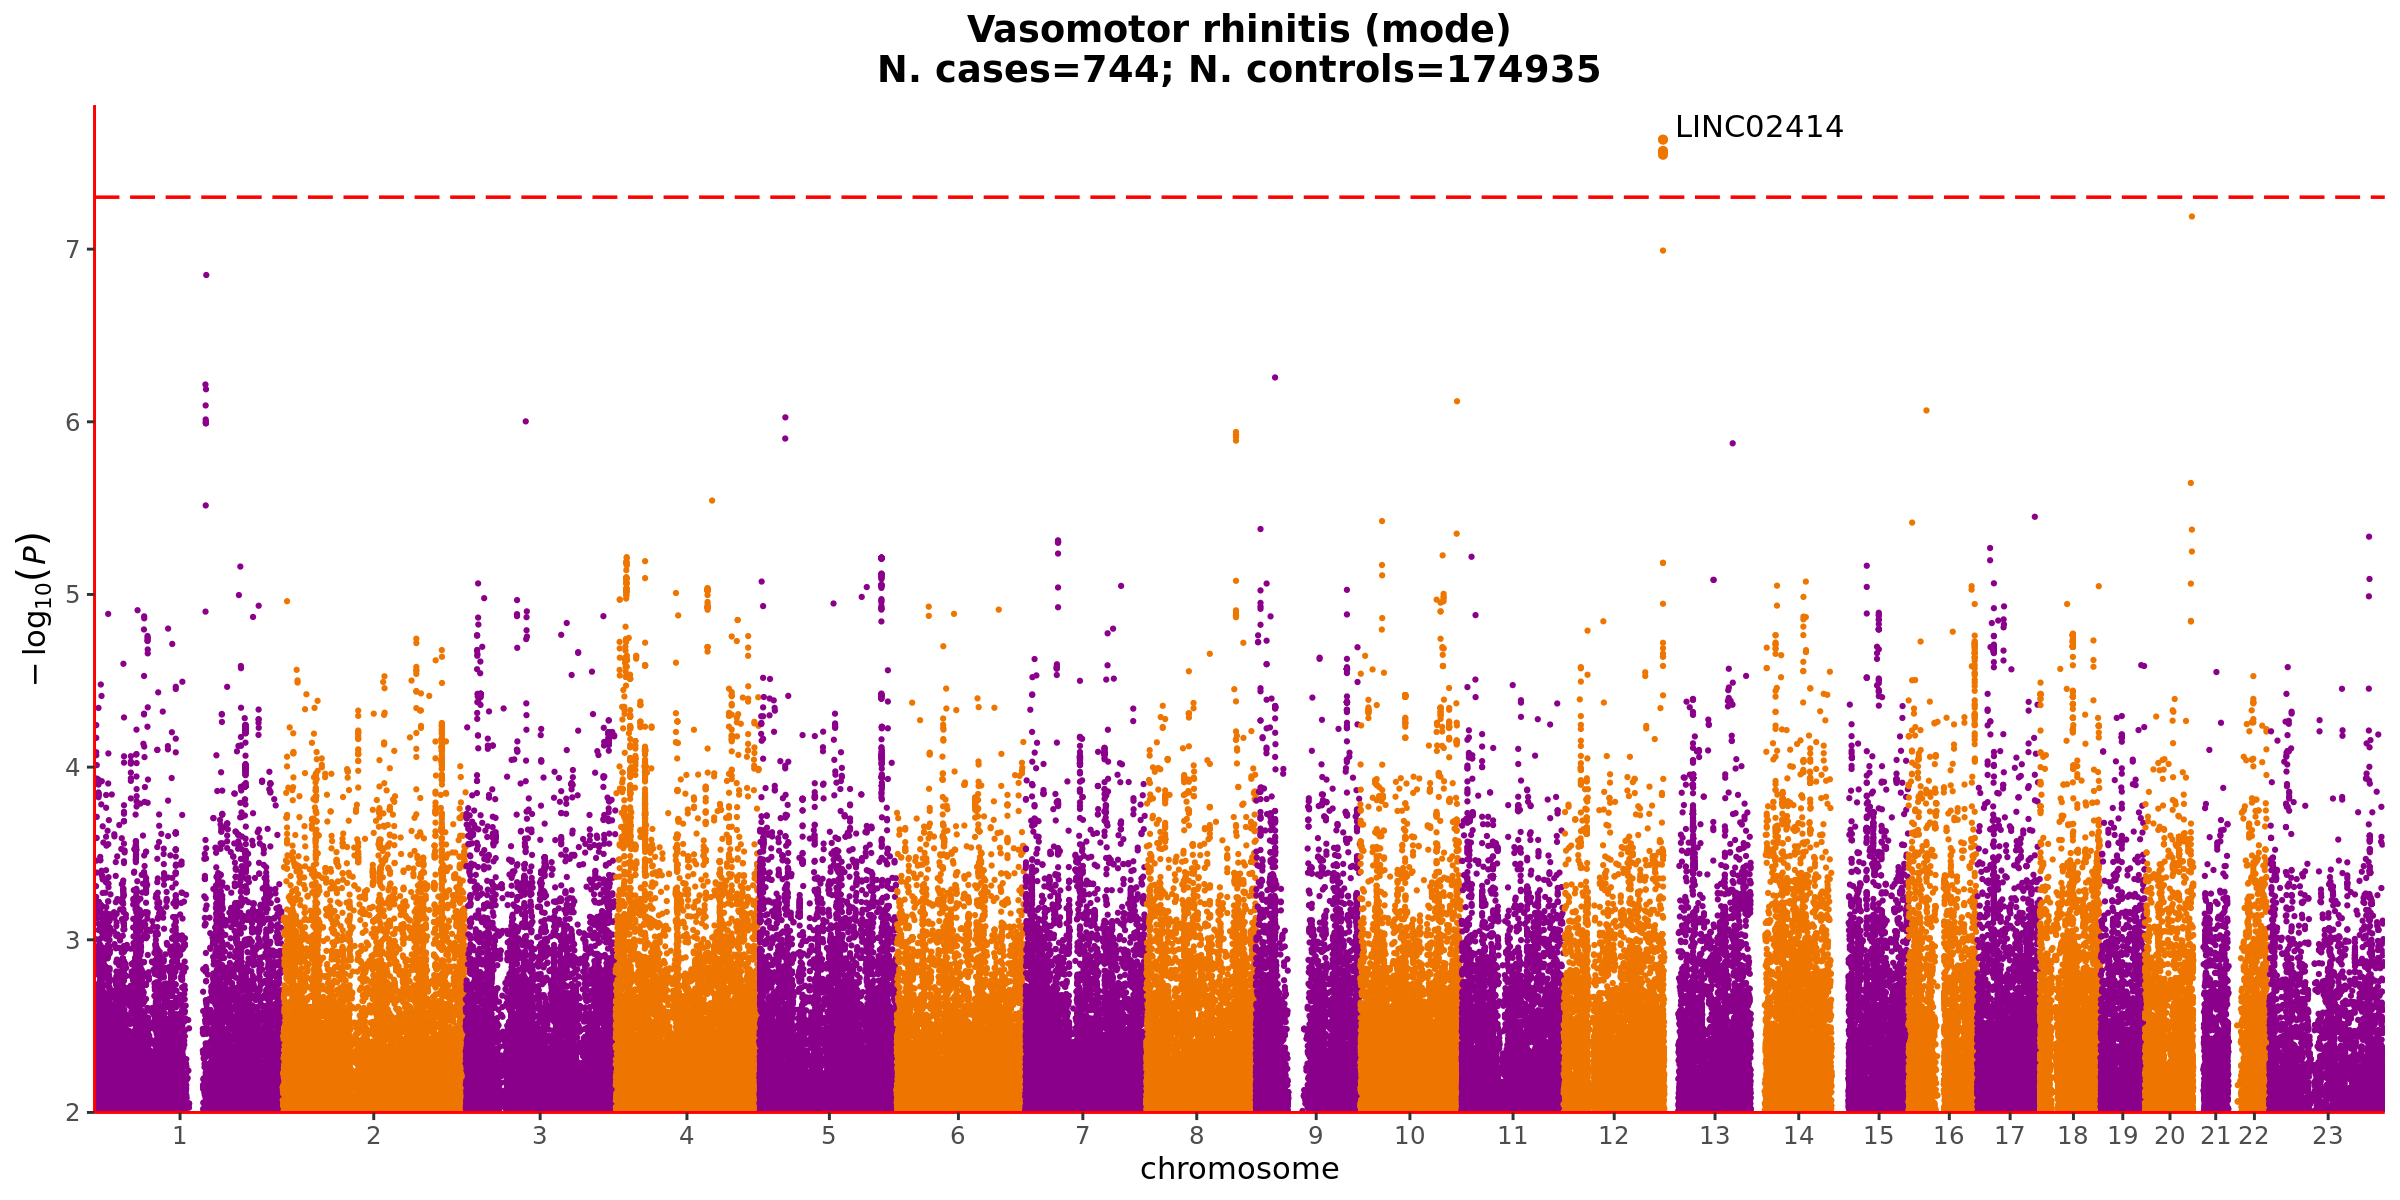 Vasomotor rhinitis (mode)
N. cases=744; N. controls=174935
LINC02414
7
6
5
4
3
2
−log₁₀(P)
1 2 3 4 5 6 7 8 9 10 11 12 13 14 15 16 17 18 19 20 21 22 23
chromosome